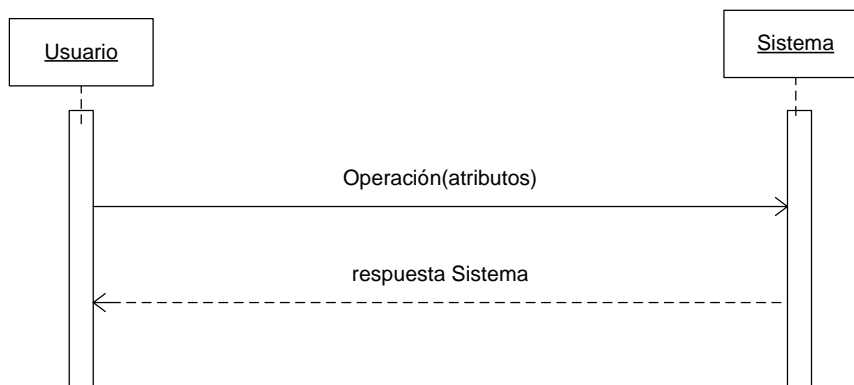 Usuario
Sistema
Operación(atributos)
respuesta Sistema